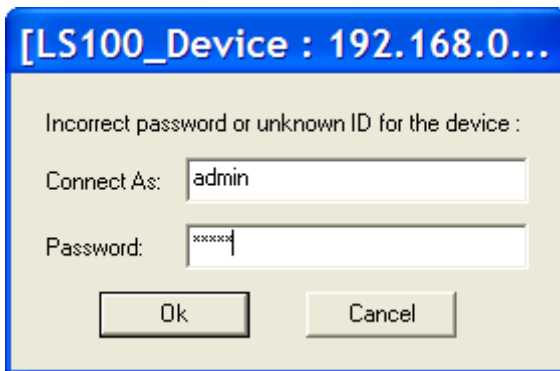 [LS100_Device : 192.168.0...
Incorrect password or unknown ID for the device :
Connect As: admin
Password: *****
Ok Cancel